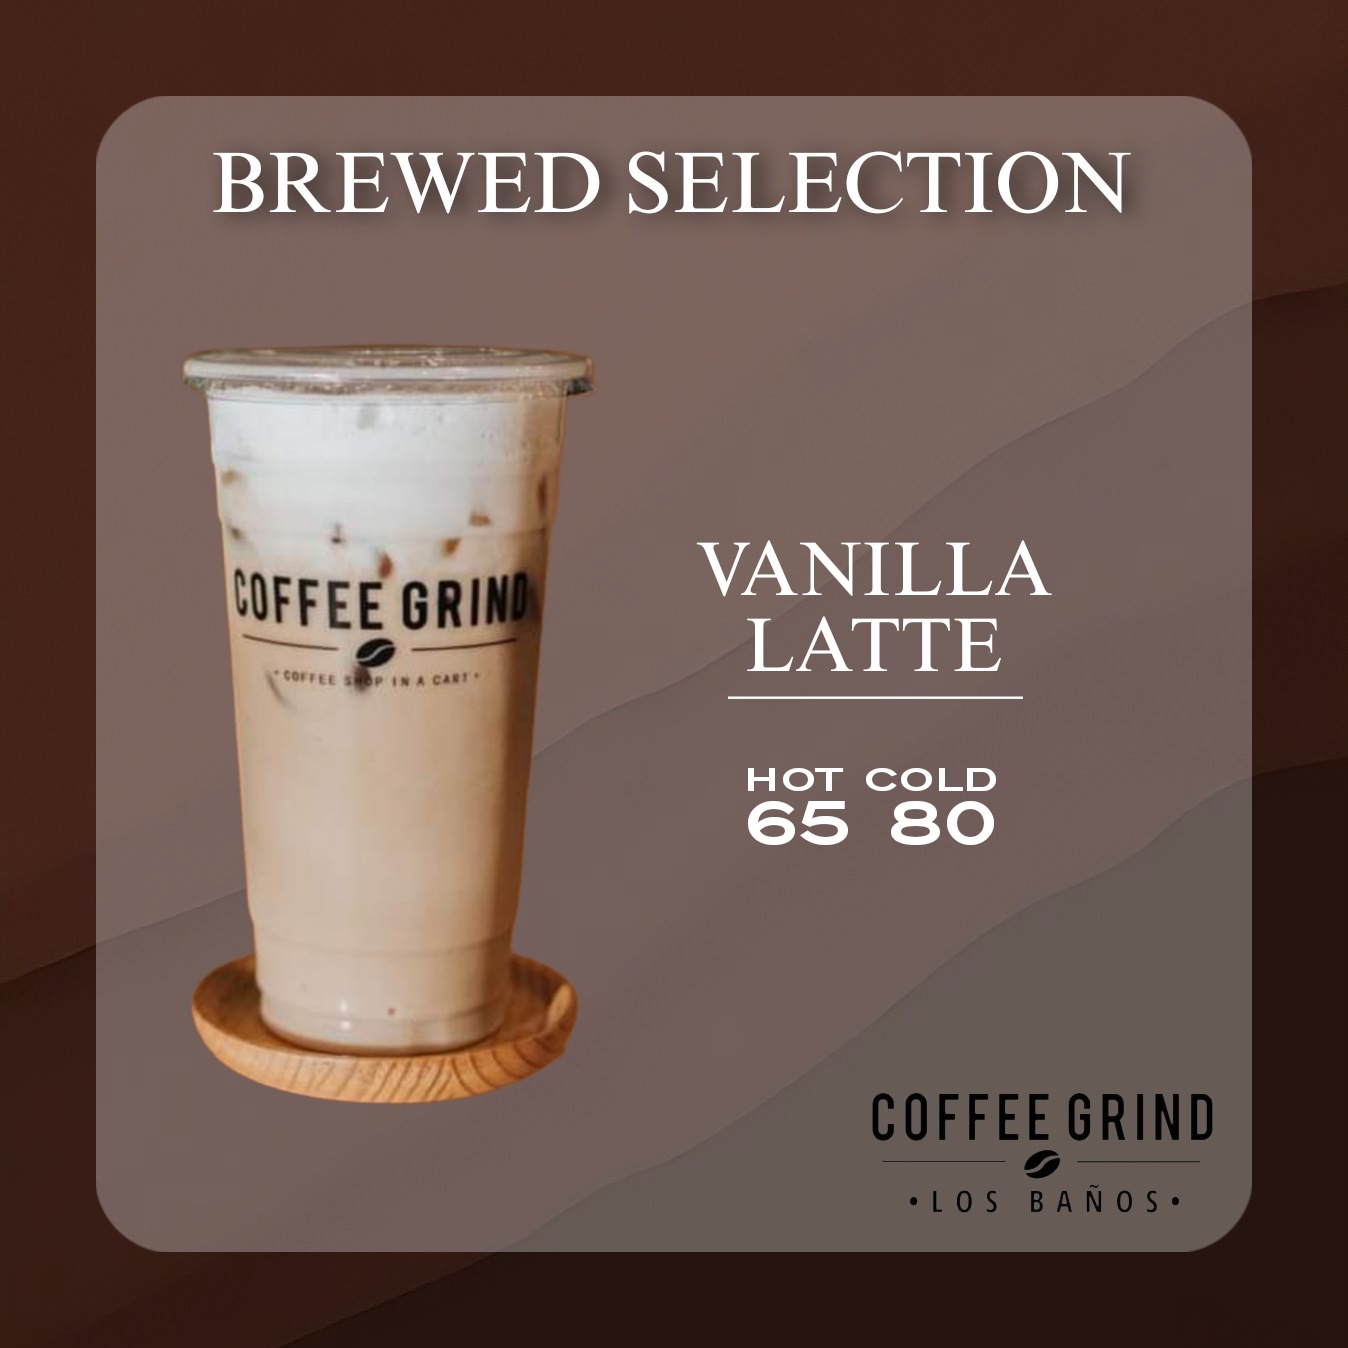 BREWED SELECTION
COFFEE GRIND
• COFFEE SHOP IN A CART •
VANILLA
LATTE
HOT COLD
65 80
COFFEE GRIND
• LOS BAÑOS •